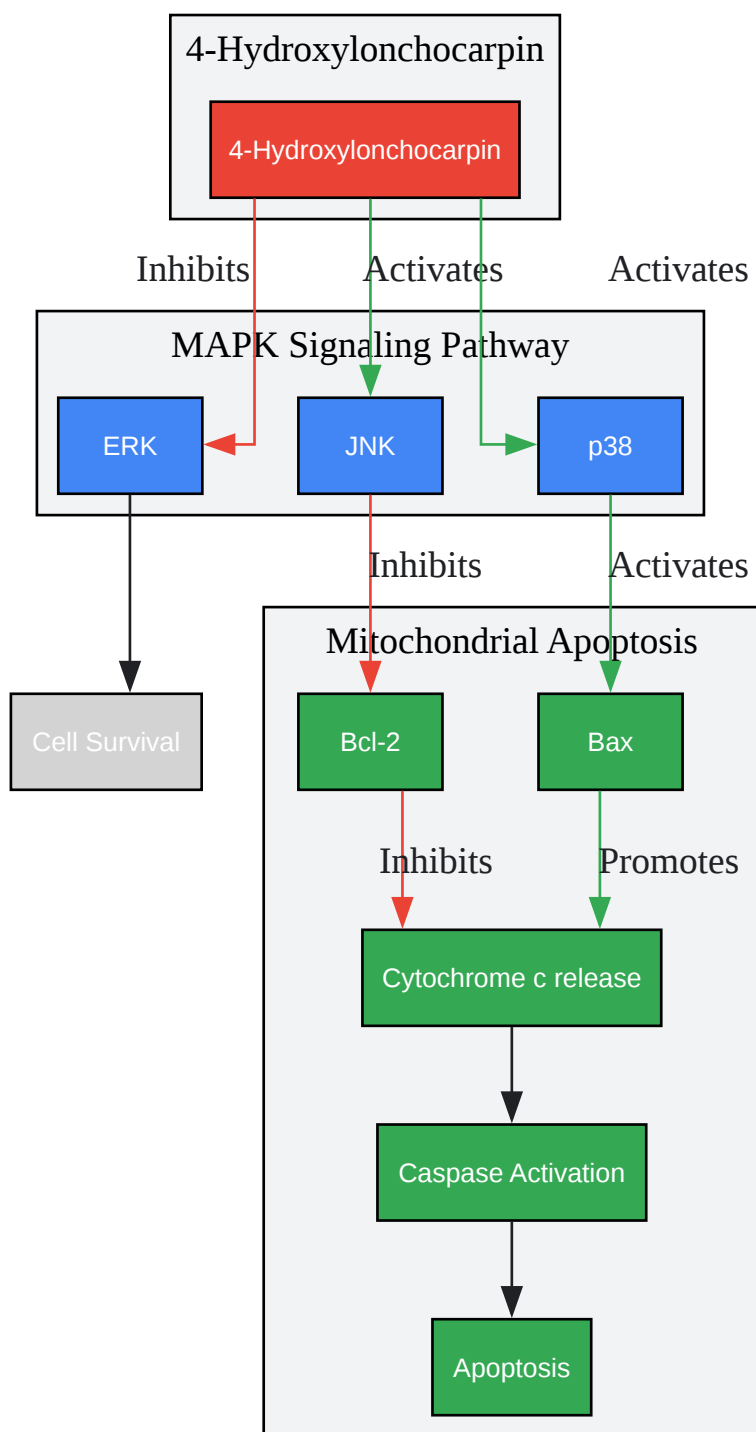 4-Hydroxylonchocarpin
4-Hydroxylonchocarpin
Inhibits
Activates
Activates
MAPK Signaling Pathway
ERK
JNK
p38
Inhibits
Activates
Mitochondrial Apoptosis
Cell Survival
Bcl-2
Bax
Inhibits
Promotes
Cytochrome c release
Caspase Activation
Apoptosis